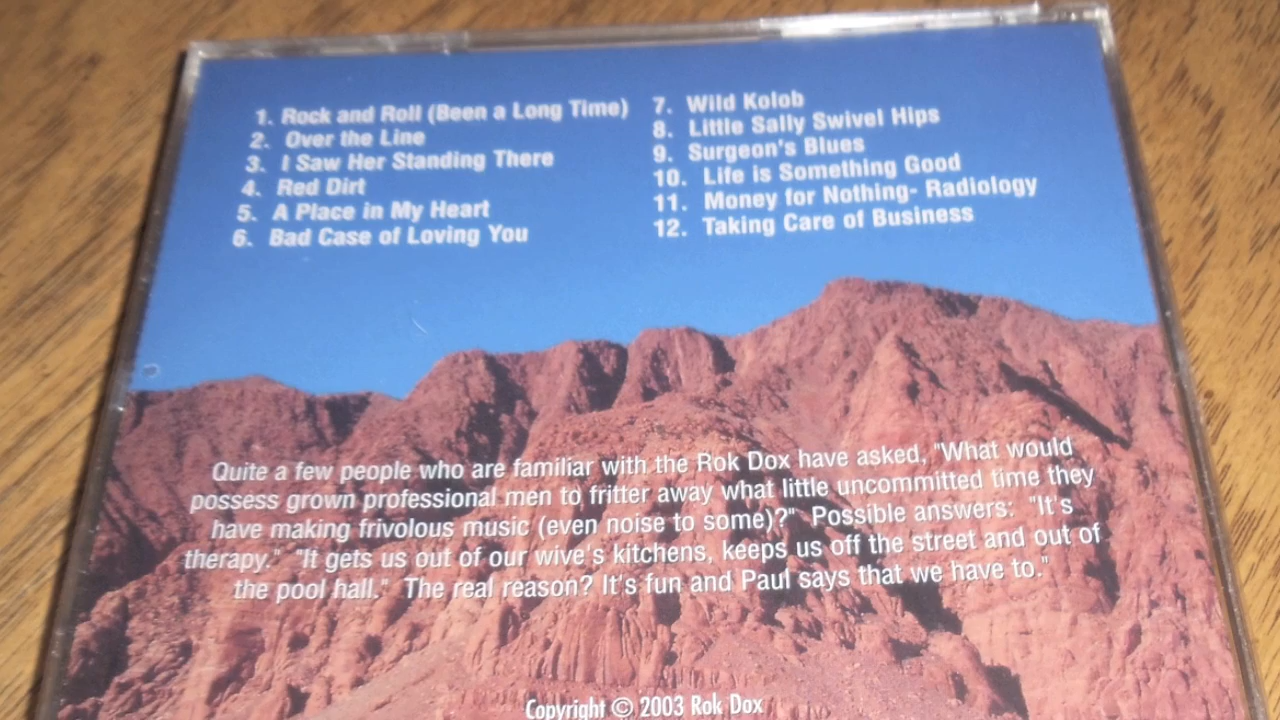 1. Rock and Roll (Been a Long Time)
2. Over the Line
3. I Saw Her Standing There
4. Red Dirt
5. A Place in My Heart
6. Bad Case of Loving You
7. Wild Kolob
8. Little Sally Swivel Hips
9. Surgeon's Blues
10. Life is Something Good
11. Money for Nothing- Radiology
12. Taking Care of Business
Quite a few people who are familiar with the Rok Dox have asked, "What would
possess grown professional men to fritter away what little uncommitted time they
have making frivolous music (even noise to some)?" Possible answers: "It's
therapy." "It gets us out of our wive's kitchens, keeps us off the street and out of
the pool hall." The real reason? It's fun and Paul says that we have to."
Copyright © 2003 Rok Dox